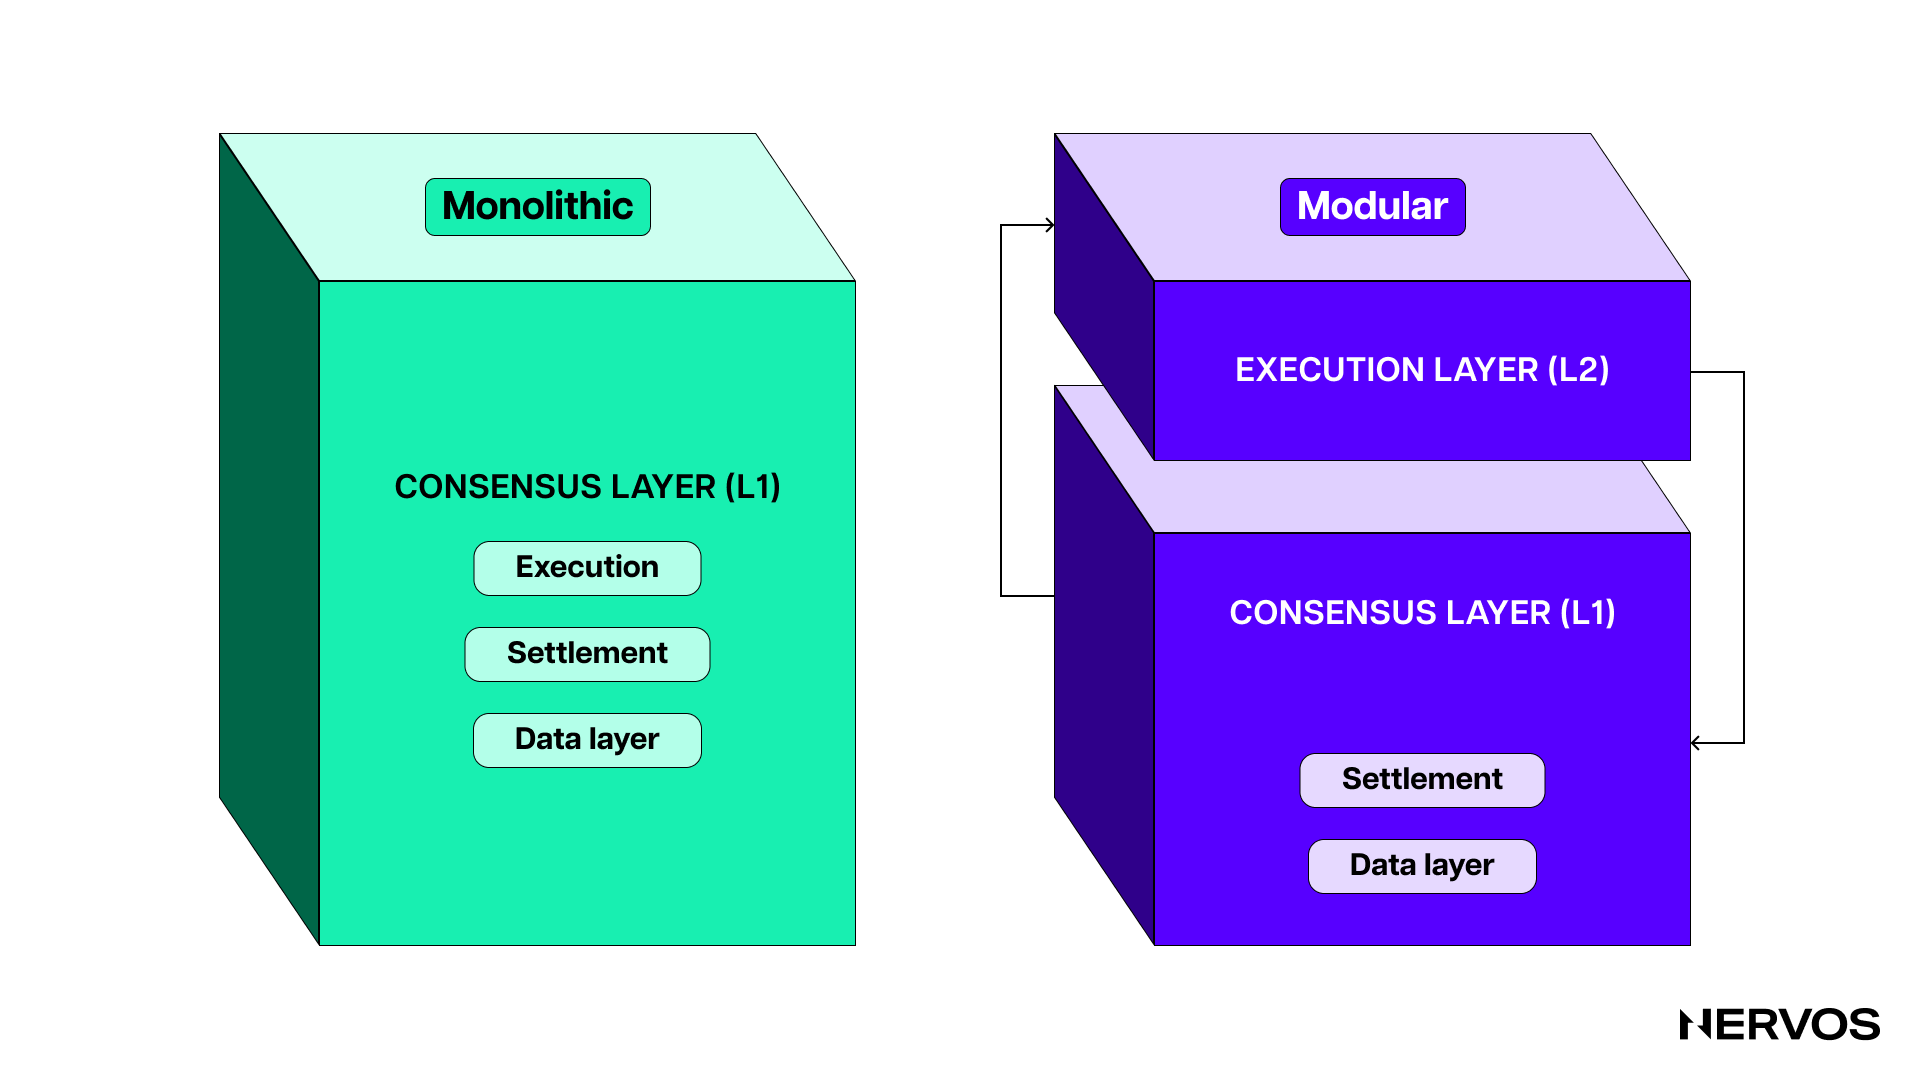 Monolithic
CONSENSUS LAYER (L1)
Execution
Settlement
Data layer
Modular
EXECUTION LAYER (L2)
CONSENSUS LAYER (L1)
Settlement
Data layer
NERVOS